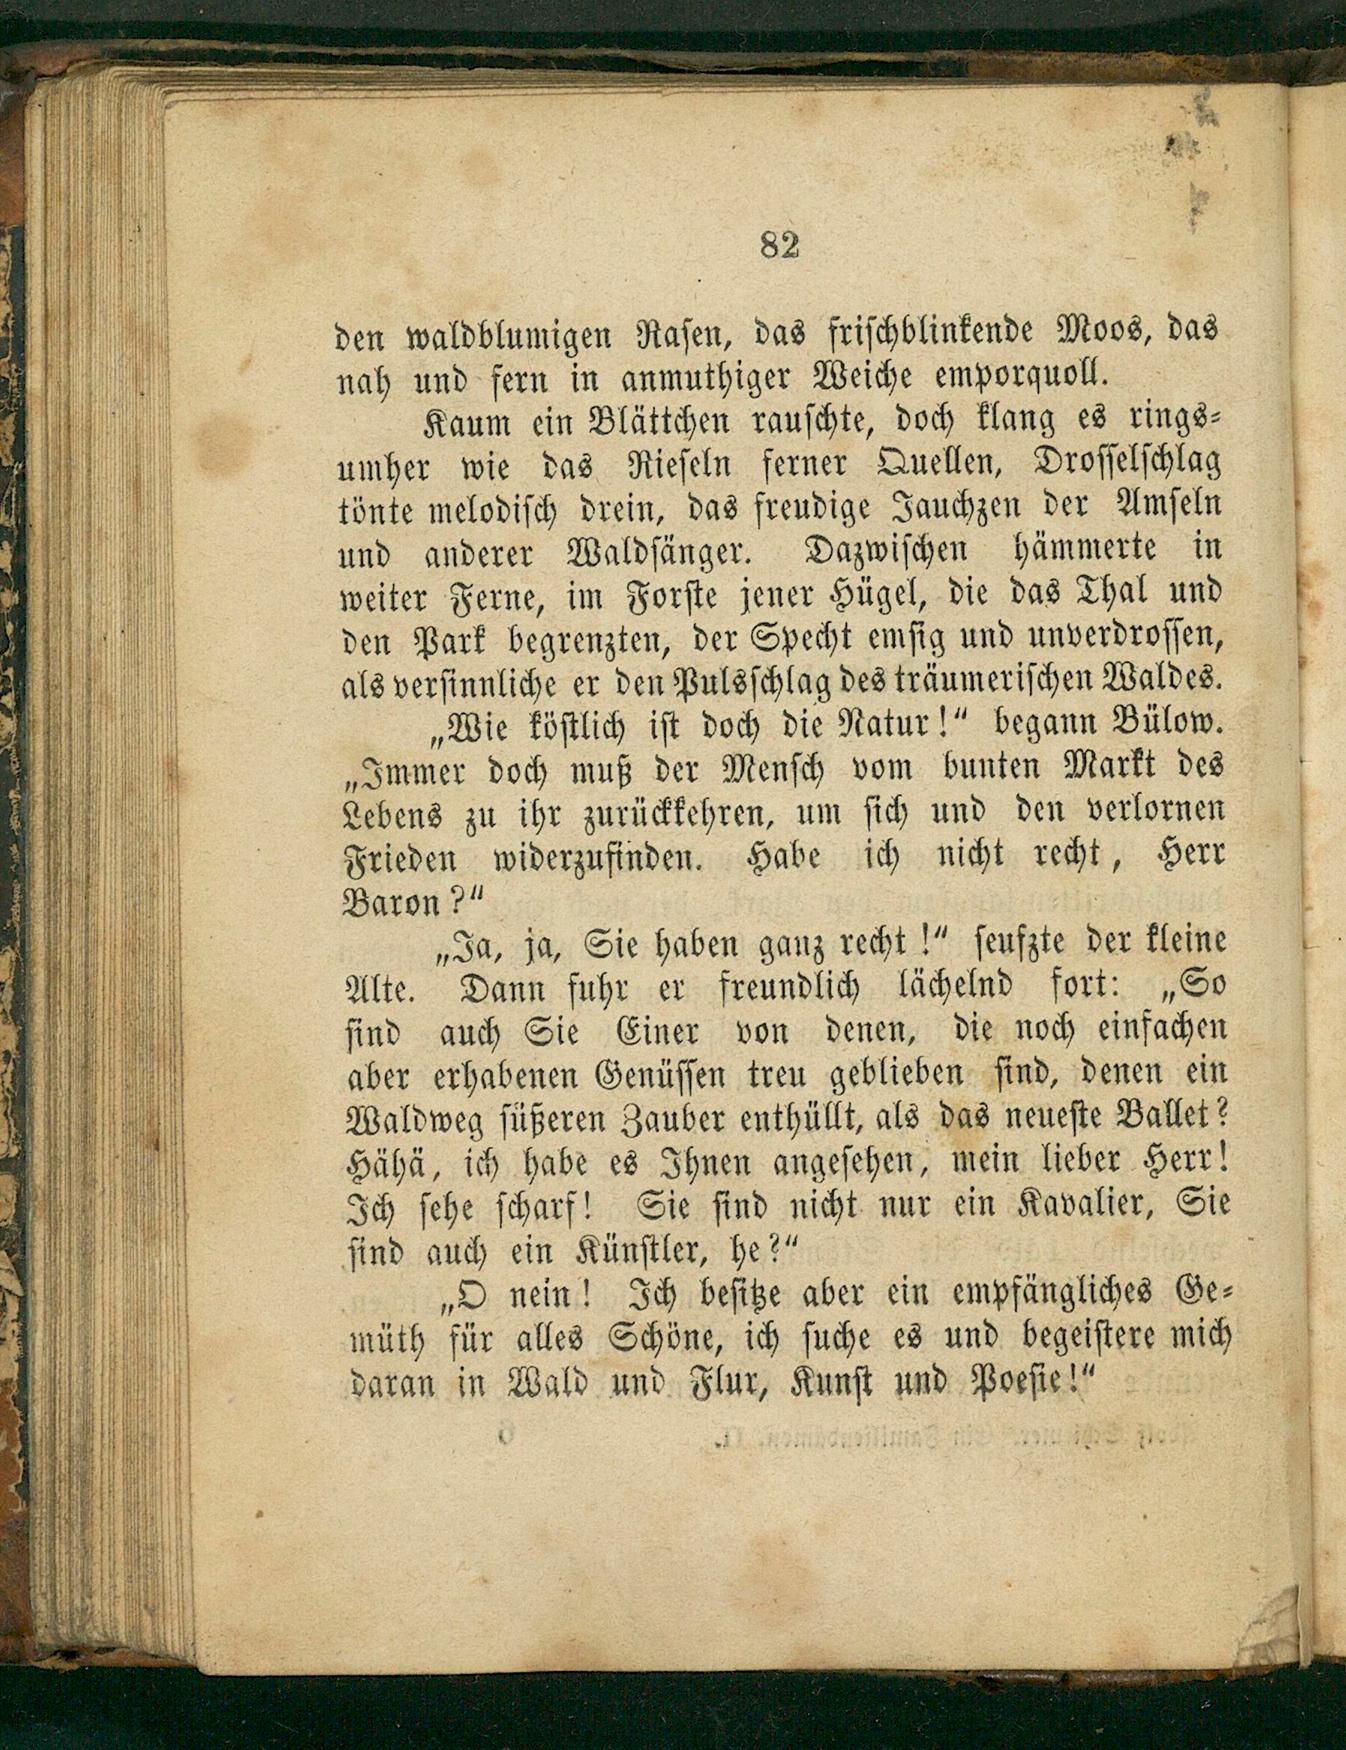 82
den waldblumigen Rasen, das frischblinkende Moos, das
nah und fern in anmuthiger Weiche emporquoll.
Kaum ein Blättchen rauschte, doch klang es rings-
umher wie das Rieseln ferner Quellen, Drosselschlag
tönte melodisch drein, das freudige Jauchzen der Amseln
und anderer Waldsänger. Dazwischen hämmerte in
weiter Ferne, im Forste jener Hügel, die das Thal und
den Park begrenzten, der Specht emsig und unverdrossen,
als versinnliche er den Pulsschlag des träumerischen Waldes.
„Wie köstlich ist doch die Natur!“ begann Bülow.
„Immer doch muß der Mensch vom bunten Markt des
Lebens zu ihr zurückkehren, um sich und den verlornen
Frieden widerzufinden. Habe ich nicht recht, Herr
Baron?“
„Ja, ja, Sie haben ganz recht!“ seufzte der kleine
Alte. Dann fuhr er freundlich lächelnd fort: „So
sind auch Sie Einer von denen, die noch einfachen
aber erhabenen Genüssen treu geblieben sind, denen ein
Waldweg süßeren Zauber enthüllt, als das neueste Ballet?
Hähä, ich habe es Ihnen angesehen, mein lieber Herr!
Ich sehe scharf! Sie sind nicht nur ein Kavalier, Sie
sind auch ein Künstler, he?“
„O nein! Ich besitze aber ein empfängliches Ge-
müth für alles Schöne, ich suche es und begeistere mich
daran in Wald und Flur, Kunst und Poesie!“